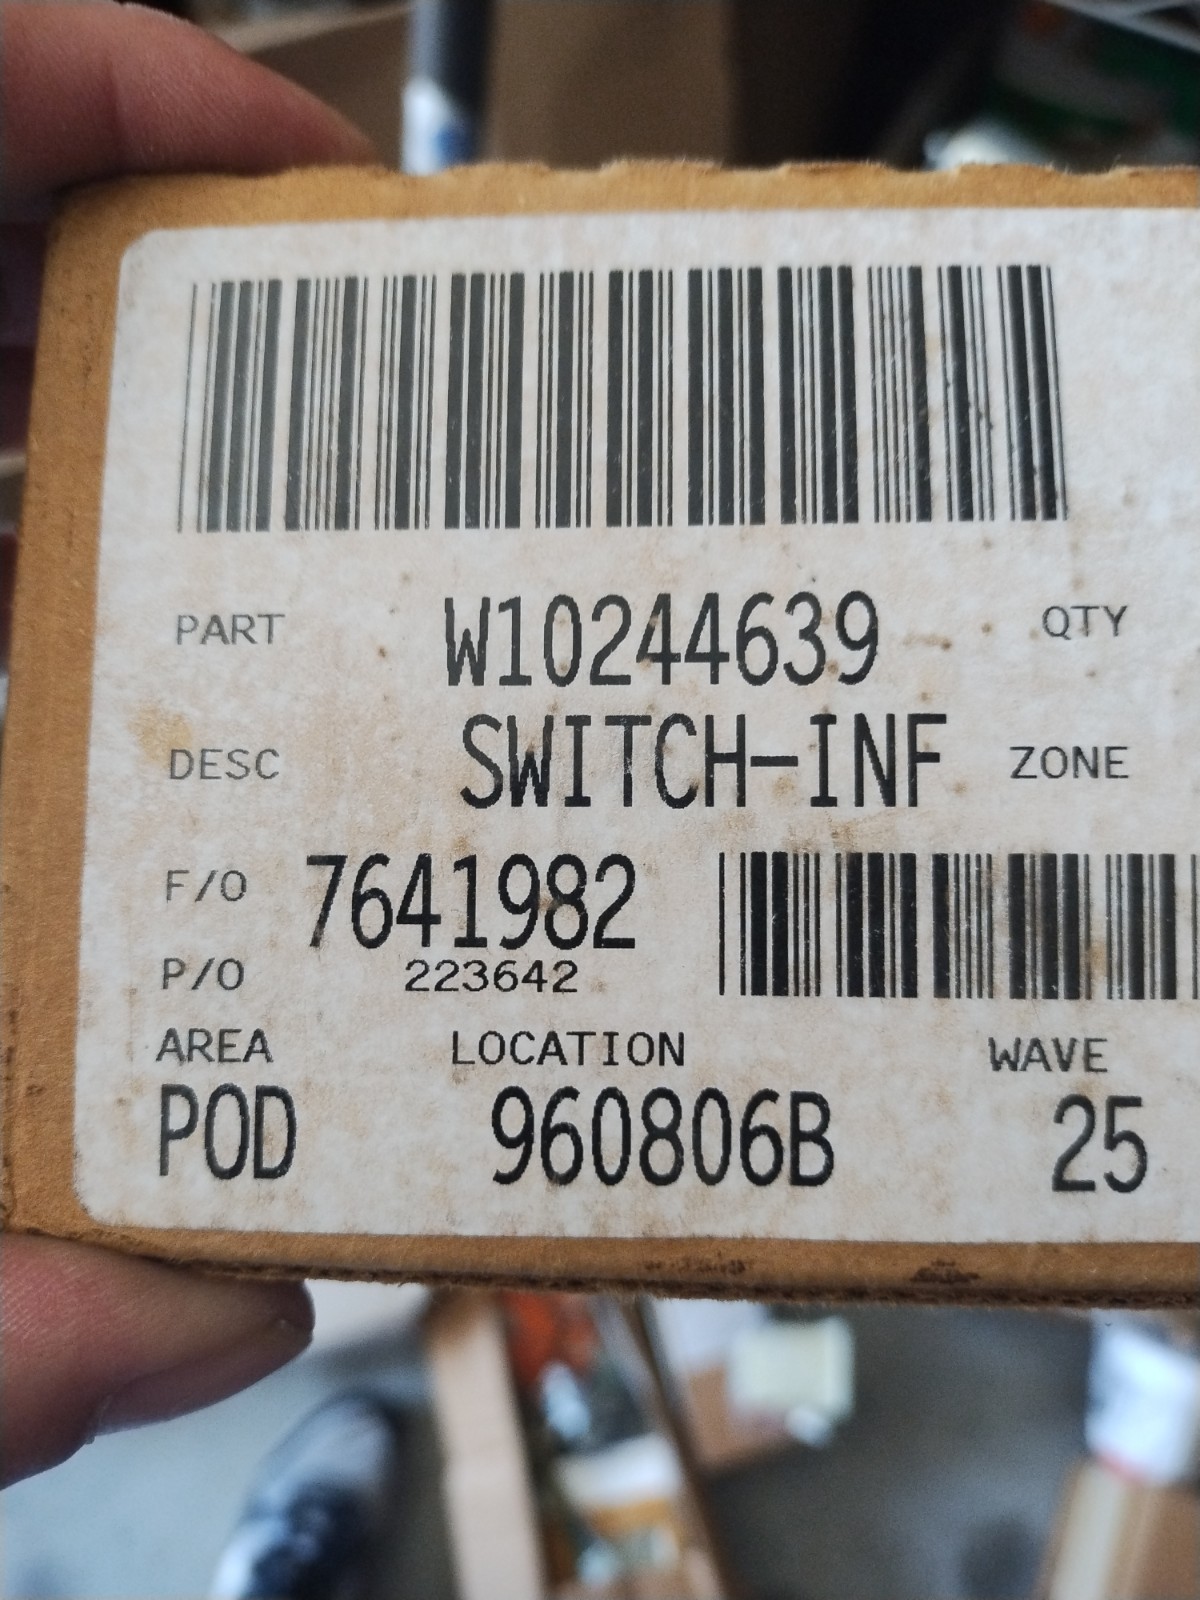 PART W10244639 QTY
DESC SWITCH-INF ZONE
F/O 7641982
P/O 223642
AREA LOCATION WAVE
POD 960806B 25